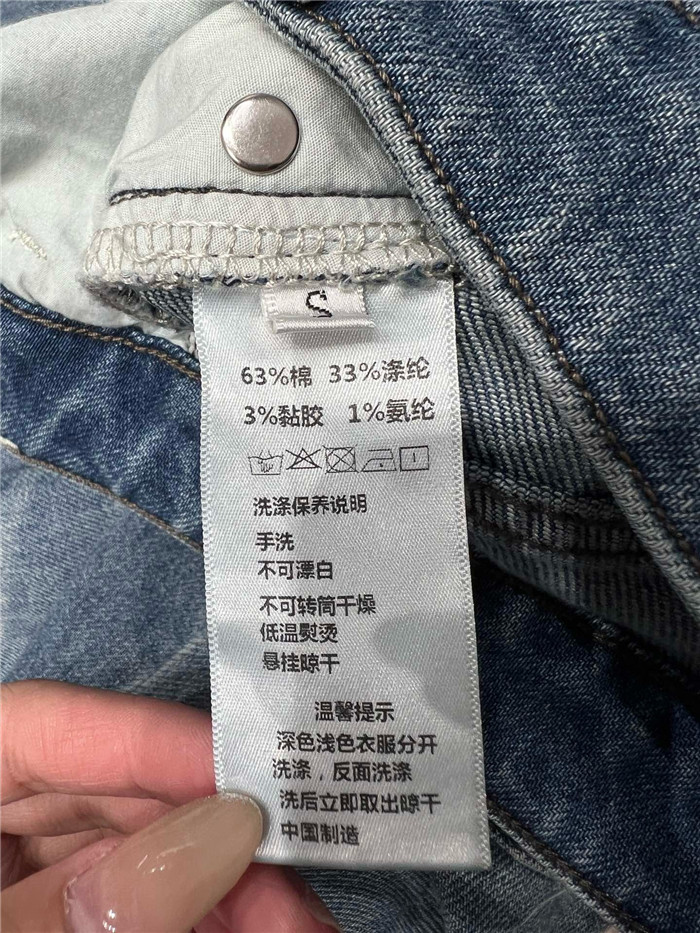 S
63%棉 33%涤纶
3%黏胶 1%氨纶
洗涤保养说明
手洗
不可漂白
不可转筒干燥
低温熨烫
悬挂晾干
温馨提示
深色浅色衣服分开
洗涤，反面洗涤
洗后立即取出晾干
中国制造